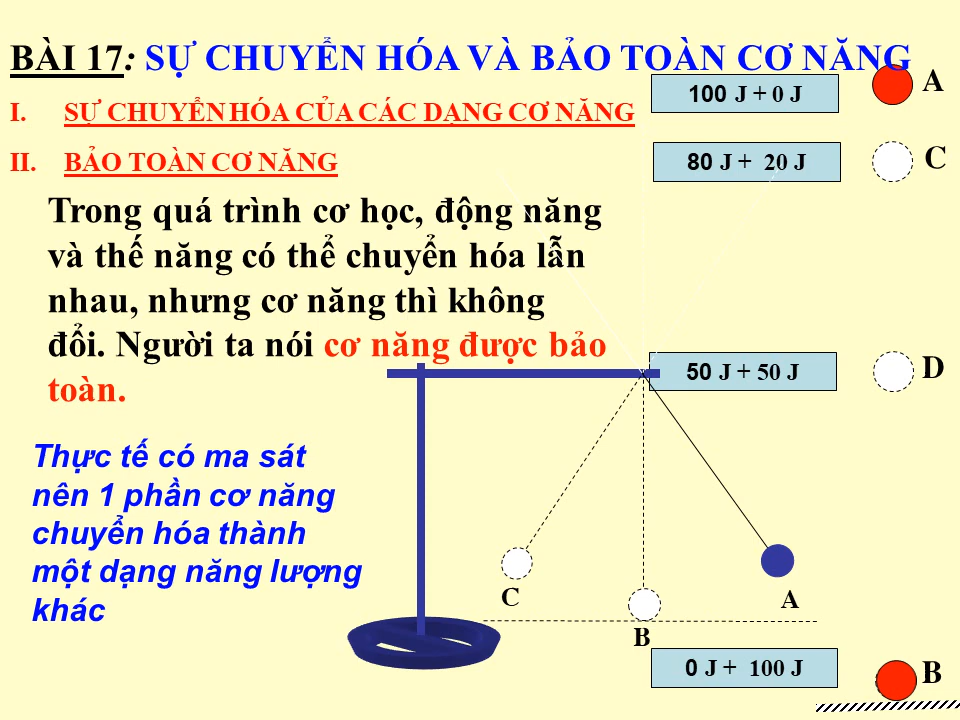 BÀI 17: SỰ CHUYỂN HÓA VÀ BẢO TOÀN CƠ NĂNG
I. SỰ CHUYỂN HÓA CỦA CÁC DẠNG CƠ NĂNG
II. BẢO TOÀN CƠ NĂNG
Trong quá trình cơ học, động năng
và thế năng có thể chuyển hóa lẫn
nhau, nhưng cơ năng thì không
đổi. Người ta nói cơ năng được bảo
toàn.
Thực tế có ma sát
nên 1 phần cơ năng
chuyển hóa thành
một dạng năng lượng
khác
100 J + 0 J
A
80 J + 20 J
C
50 J + 50 J
D
C
A
B
0 J + 100 J
B